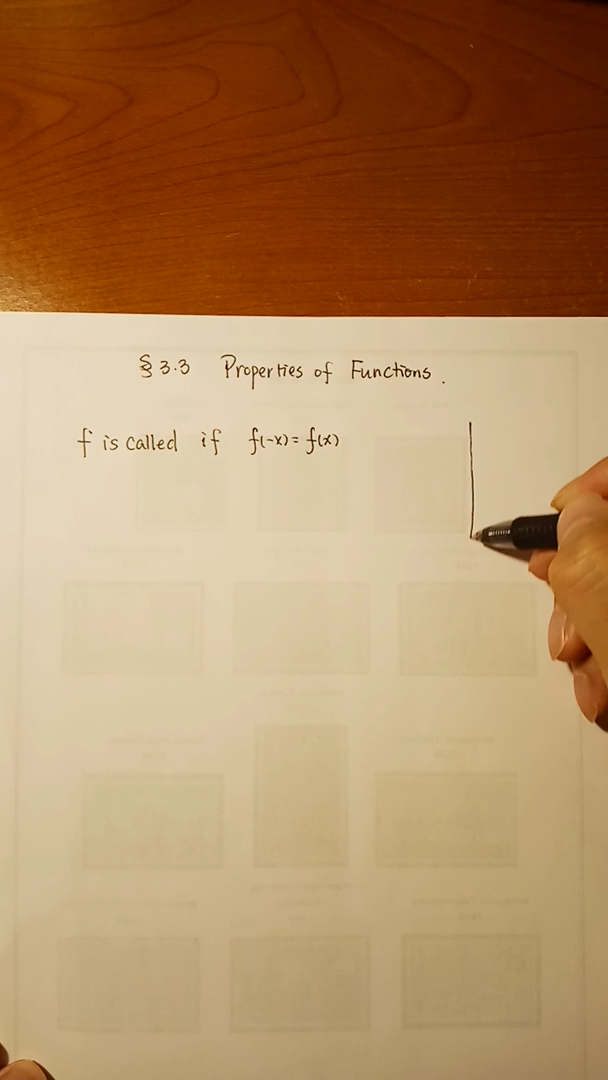 § 3.3 Properties of Functions.
f is called if f(-x) = f(x)